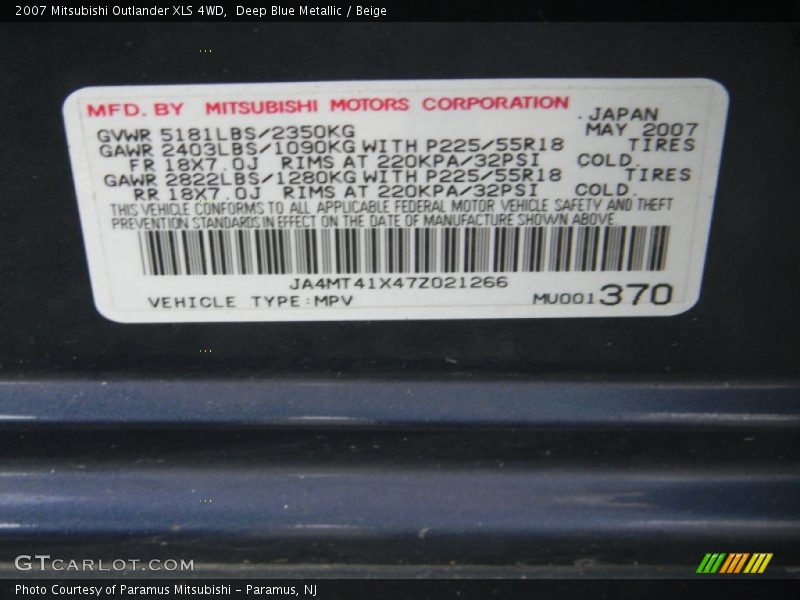 2007 Mitsubishi Outlander XLS 4WD,  Deep Blue Metallic / Beige
MFD. BY MITSUBISHI MOTORS CORPORATION .JAPAN
GVWR 5181LBS/2350KG MAY 2007
GAWR 2403LBS/1090KG WITH P225/55R18 TIRES
FR 18X7.0J RIMS AT 220KPA/32PSI COLD.
GAWR 2822LBS/1280KG WITH P225/55R18 TIRES
RR 18X7.0J RIMS AT 220KPA/32PSI COLD.
THIS VEHICLE CONFORMS TO ALL APPLICABLE FEDERAL MOTOR VEHICLE SAFETY AND THEFT
PREVENTION STANDARDS IN EFFECT ON THE DATE OF MANUFACTURE SHOWN ABOVE.
JA4MT41X47Z021266
VEHICLE TYPE:MPV MU001370
GTCARLOT.COM
Photo Courtesy of Paramus Mitsubishi - Paramus, NJ